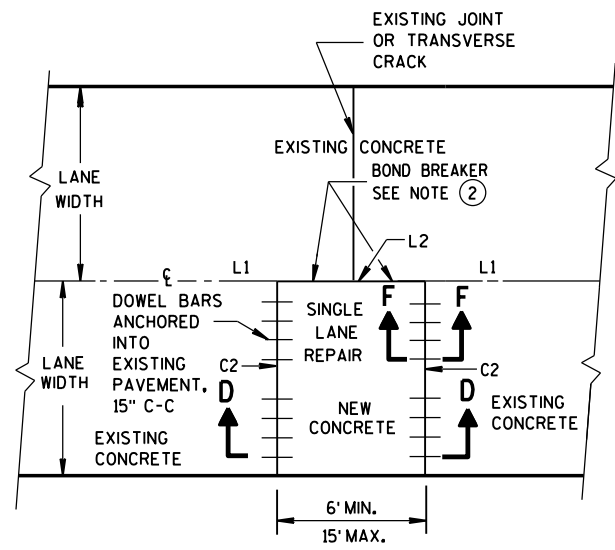 EXISTING JOINT
OR TRANSVERSE
CRACK
EXISTING CONCRETE
BOND BREAKER
SEE NOTE 2
LANE
WIDTH
L2
℄
L1
L1
DOWEL BARS
ANCHORED
INTO
EXISTING
PAVEMENT,
15" C-C
SINGLE
LANE
REPAIR
F
F
LANE
WIDTH
C2
C2
D
D
NEW
CONCRETE
EXISTING
CONCRETE
EXISTING
CONCRETE
6' MIN.
15' MAX.